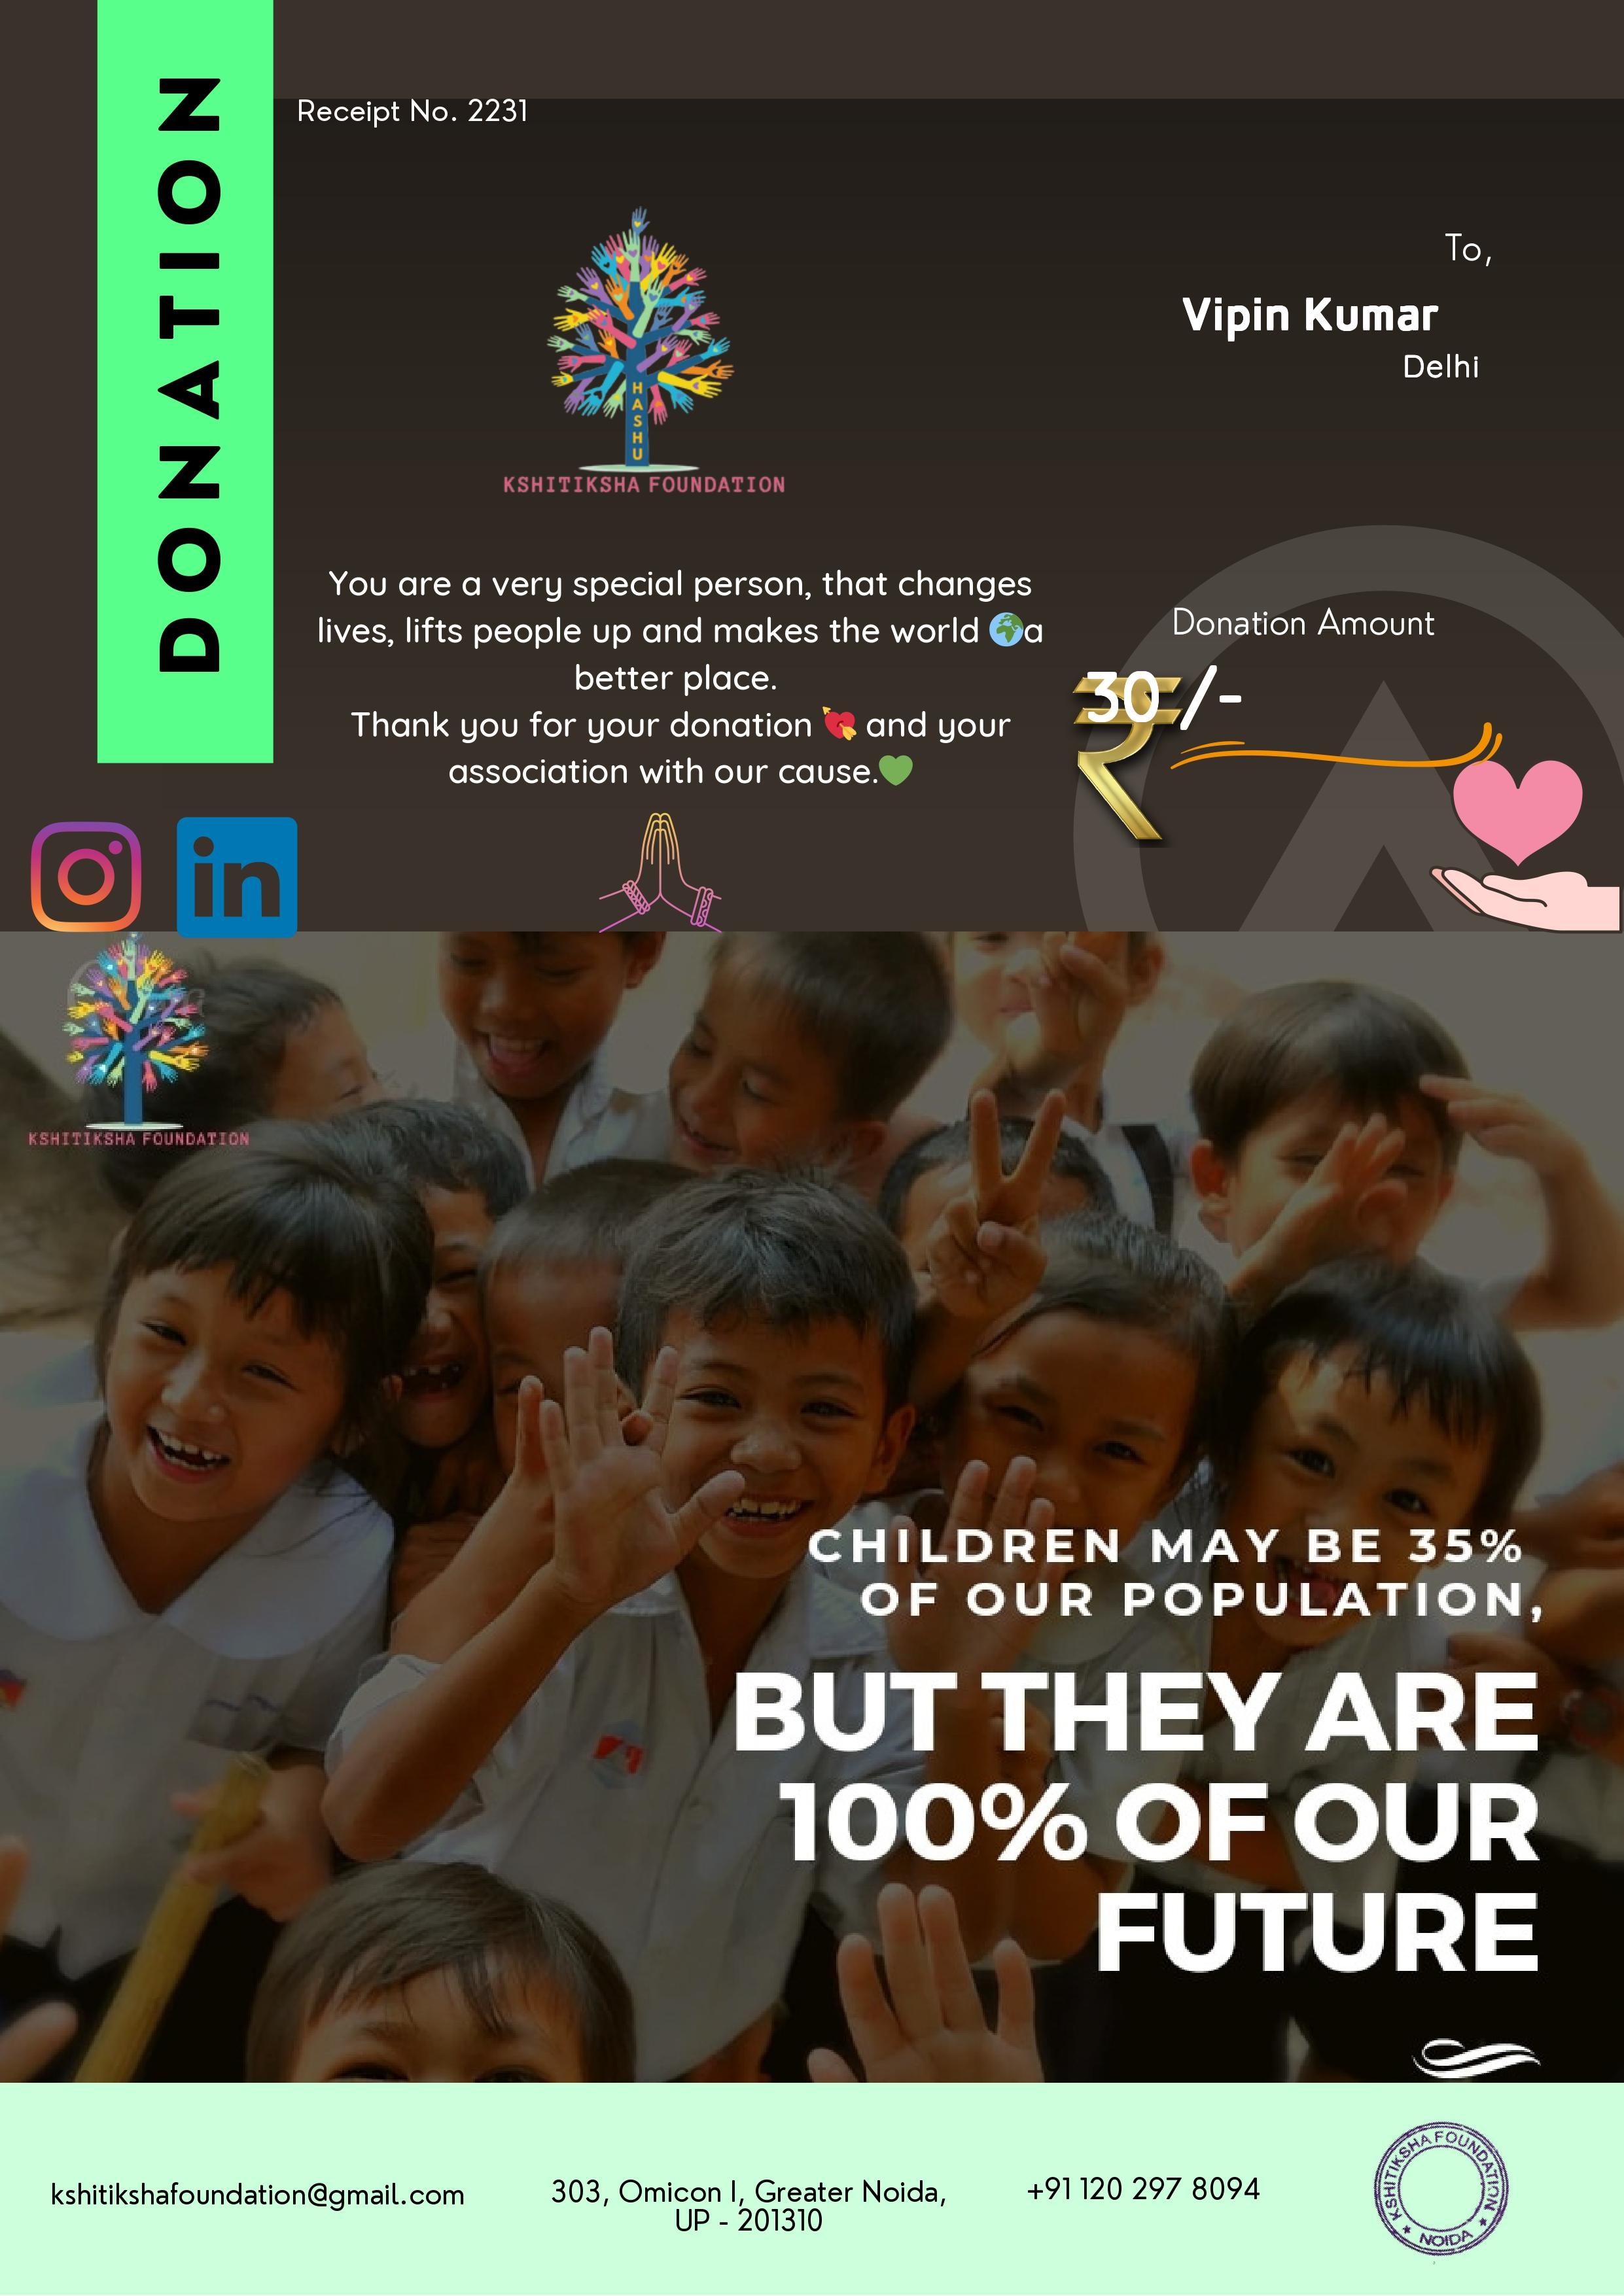 DONATION
Receipt No. 2231
To,
Vipin Kumar
Delhi
HASHU
KSHITIKSHA FOUNDATION
You are a very special person, that changes
lives, lifts people up and makes the world 🌍a
better place.
Thank you for your donation 💘 and your
association with our cause.💚
Donation Amount
₹30/-
in
KSHITIKSHA FOUNDATION
CHILDREN MAY BE 35%
OF OUR POPULATION,
BUT THEY ARE
100% OF OUR
FUTURE
kshitikshafoundation@gmail.com
303, Omicon I, Greater Noida,
UP - 201310
+91 120 297 8094
KSHITIKSHA FOUNDATION
★ NOIDA ★